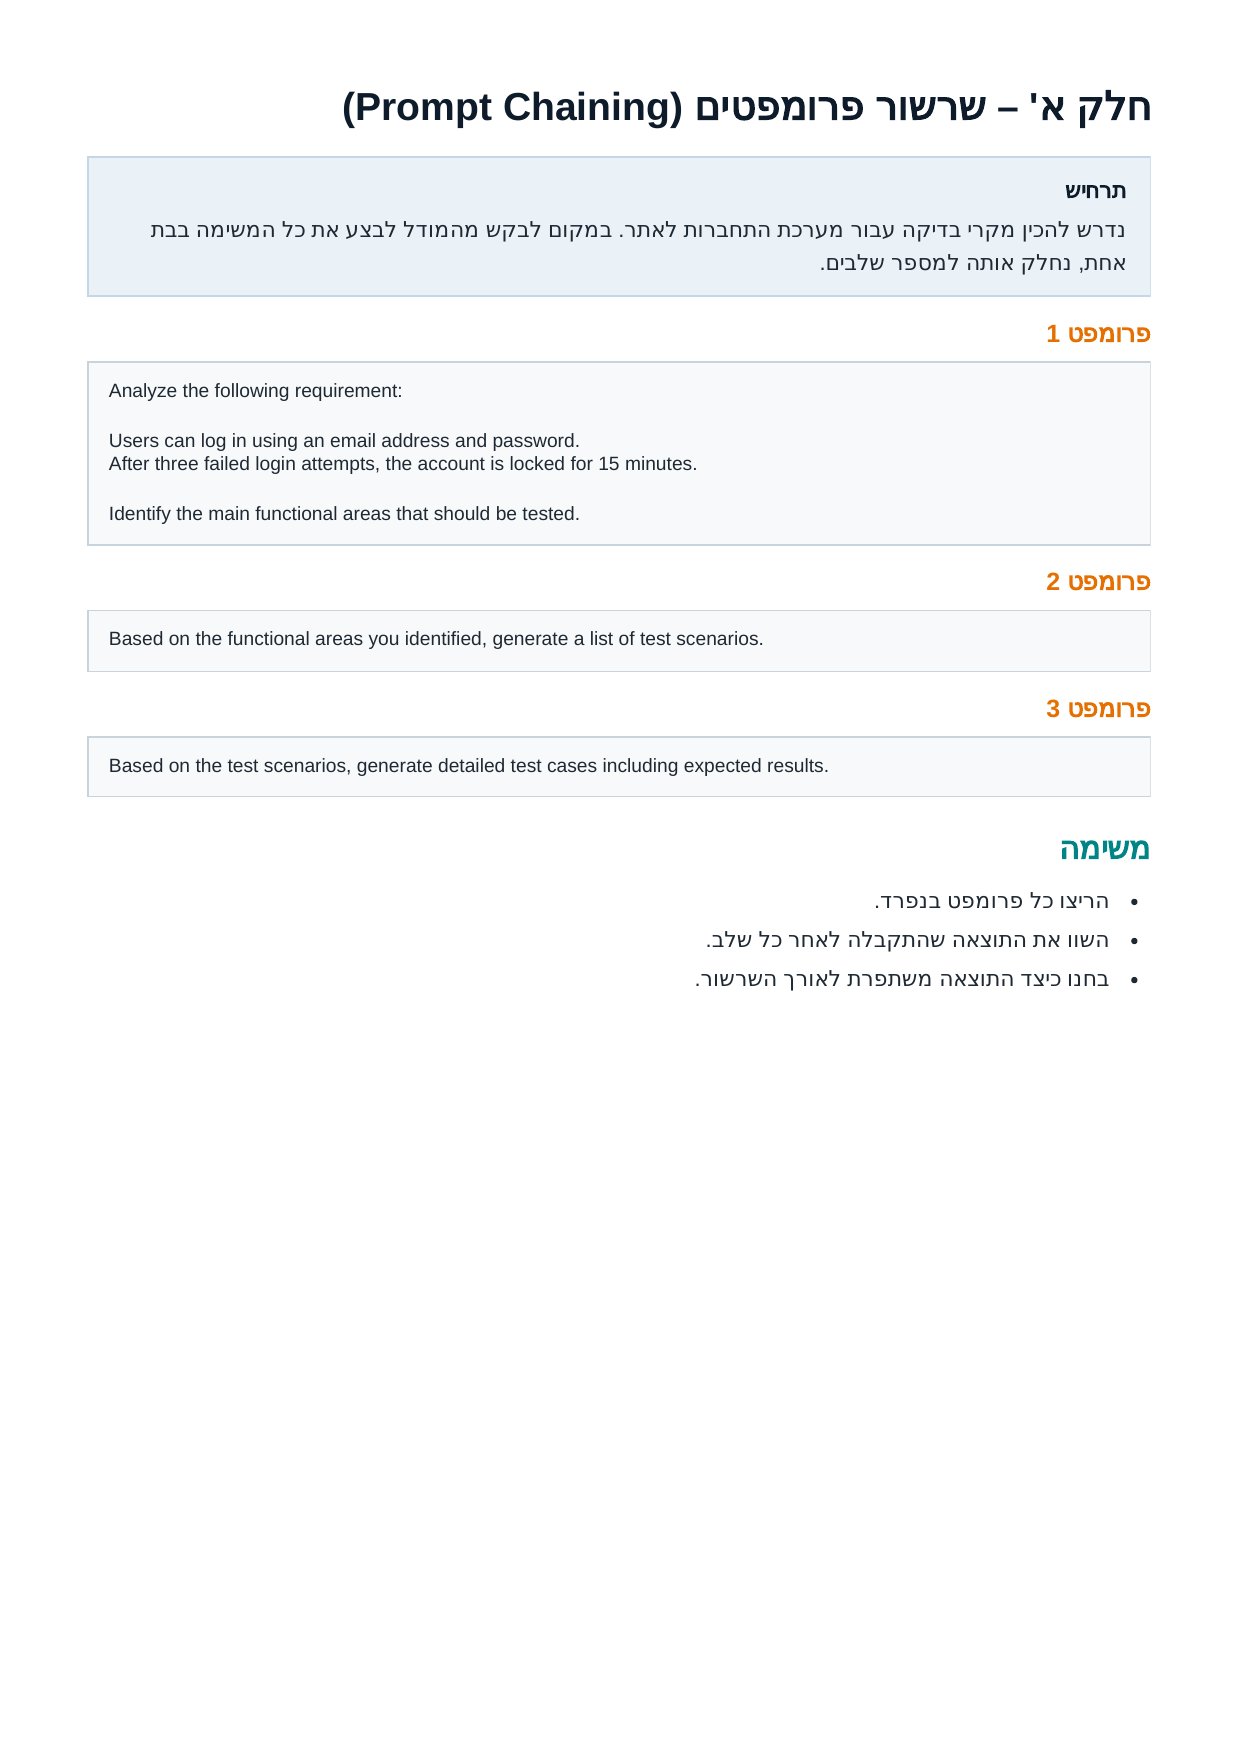 חלק א' – שרשור פרומפטים (Prompt Chaining)
תרחיש
נדרש להכין מקרי בדיקה עבור מערכת התחברות לאתר. במקום לבקש מהמודל לבצע את כל המשימה בבת
אחת, נחלק אותה למספר שלבים.
פרומפט 1
Analyze the following requirement:
Users can log in using an email address and password.
After three failed login attempts, the account is locked for 15 minutes.
Identify the main functional areas that should be tested.
פרומפט 2
Based on the functional areas you identified, generate a list of test scenarios.
פרומפט 3
Based on the test scenarios, generate detailed test cases including expected results.
משימה
• הריצו כל פרומפט בנפרד.
• השוו את התוצאה שהתקבלה לאחר כל שלב.
• בחנו כיצד התוצאה משתפרת לאורך השרשור.